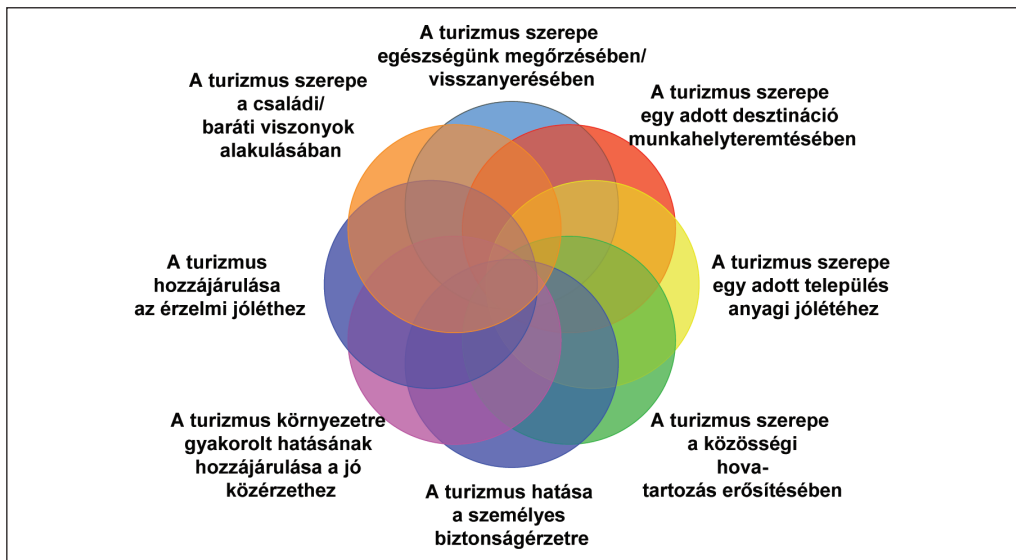 A turizmus szerepe
egészségünk megőrzésében/
visszanyerésében
A turizmus szerepe
egy adott desztináció
munkahelyteremtésében
A turizmus szerepe
egy adott település
anyagi jólétéhez
A turizmus szerepe
a közösségi
hova-
tartozás erősítésében
A turizmus hatása
a személyes
biztonságérzetre
A turizmus környezetre
gyakorolt hatásának
hozzájárulása a jó
közérzethez
A turizmus
hozzájárulása
az érzelmi jóléthez
A turizmus szerepe
a családi/
baráti viszonyok
alakulásában